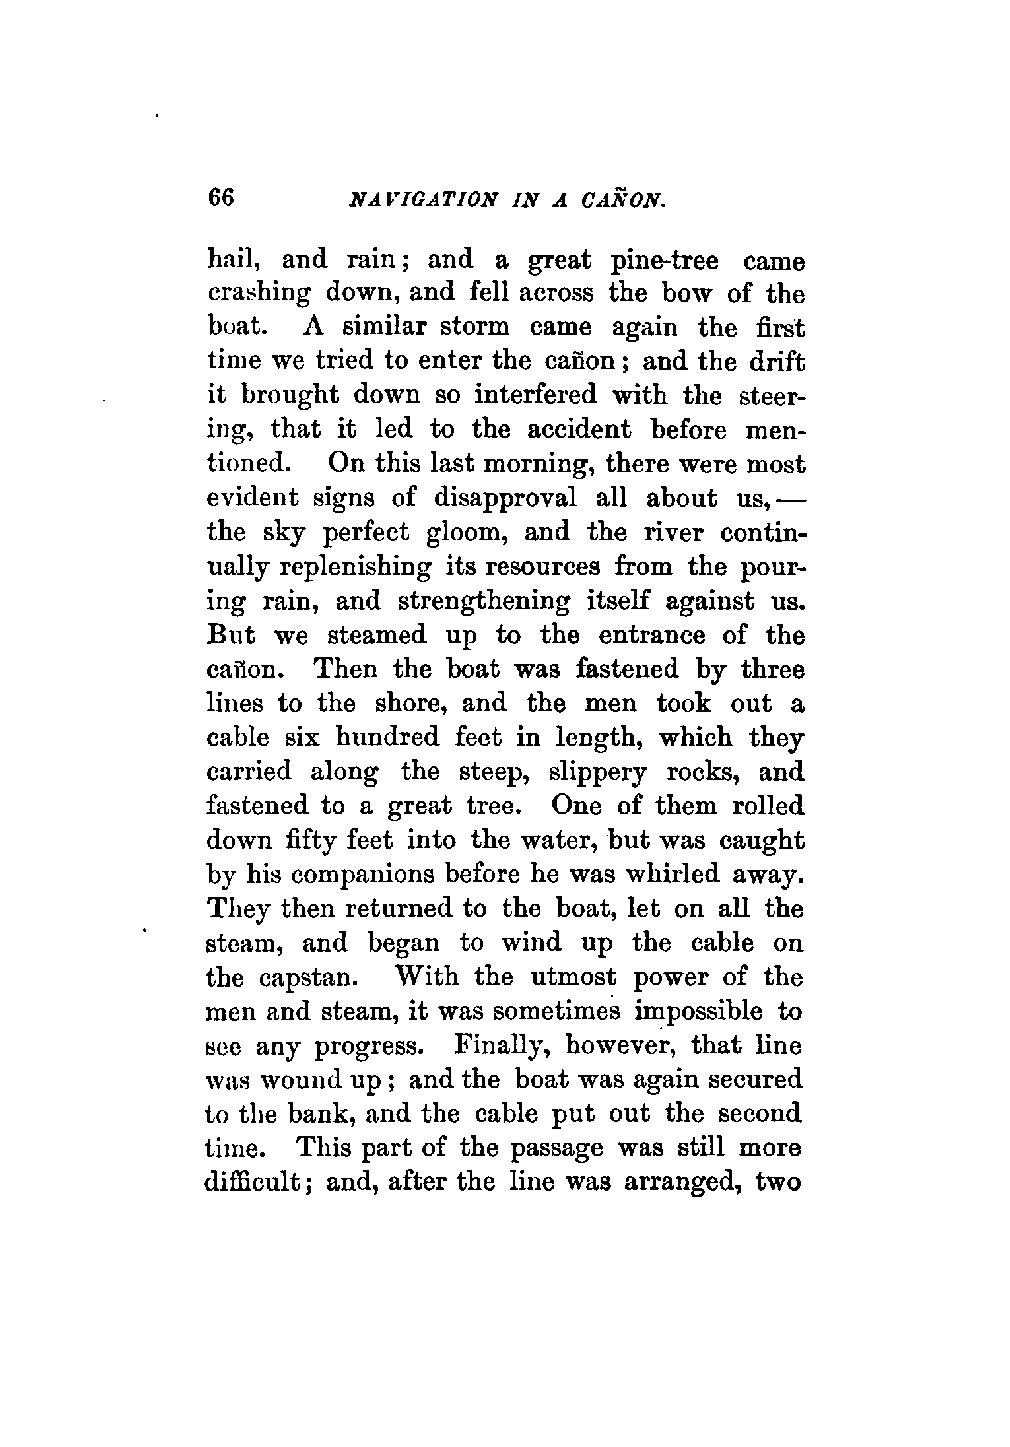 66 NAVIGATION IN A CAÑON.
hail, and rain; and a great pine-tree came
crashing down, and fell across the bow of the
boat. A similar storm came again the first
time we tried to enter the cañon; and the drift
it brought down so interfered with the steer-
ing, that it led to the accident before men-
tioned. On this last morning, there were most
evident signs of disapproval all about us,—
the sky perfect gloom, and the river contin-
ually replenishing its resources from the pour-
ing rain, and strengthening itself against us.
But we steamed up to the entrance of the
cañon. Then the boat was fastened by three
lines to the shore, and the men took out a
cable six hundred feet in length, which they
carried along the steep, slippery rocks, and
fastened to a great tree. One of them rolled
down fifty feet into the water, but was caught
by his companions before he was whirled away.
They then returned to the boat, let on all the
steam, and began to wind up the cable on
the capstan. With the utmost power of the
men and steam, it was sometimes impossible to
see any progress. Finally, however, that line
was wound up; and the boat was again secured
to the bank, and the cable put out the second
time. This part of the passage was still more
difficult; and, after the line was arranged, two